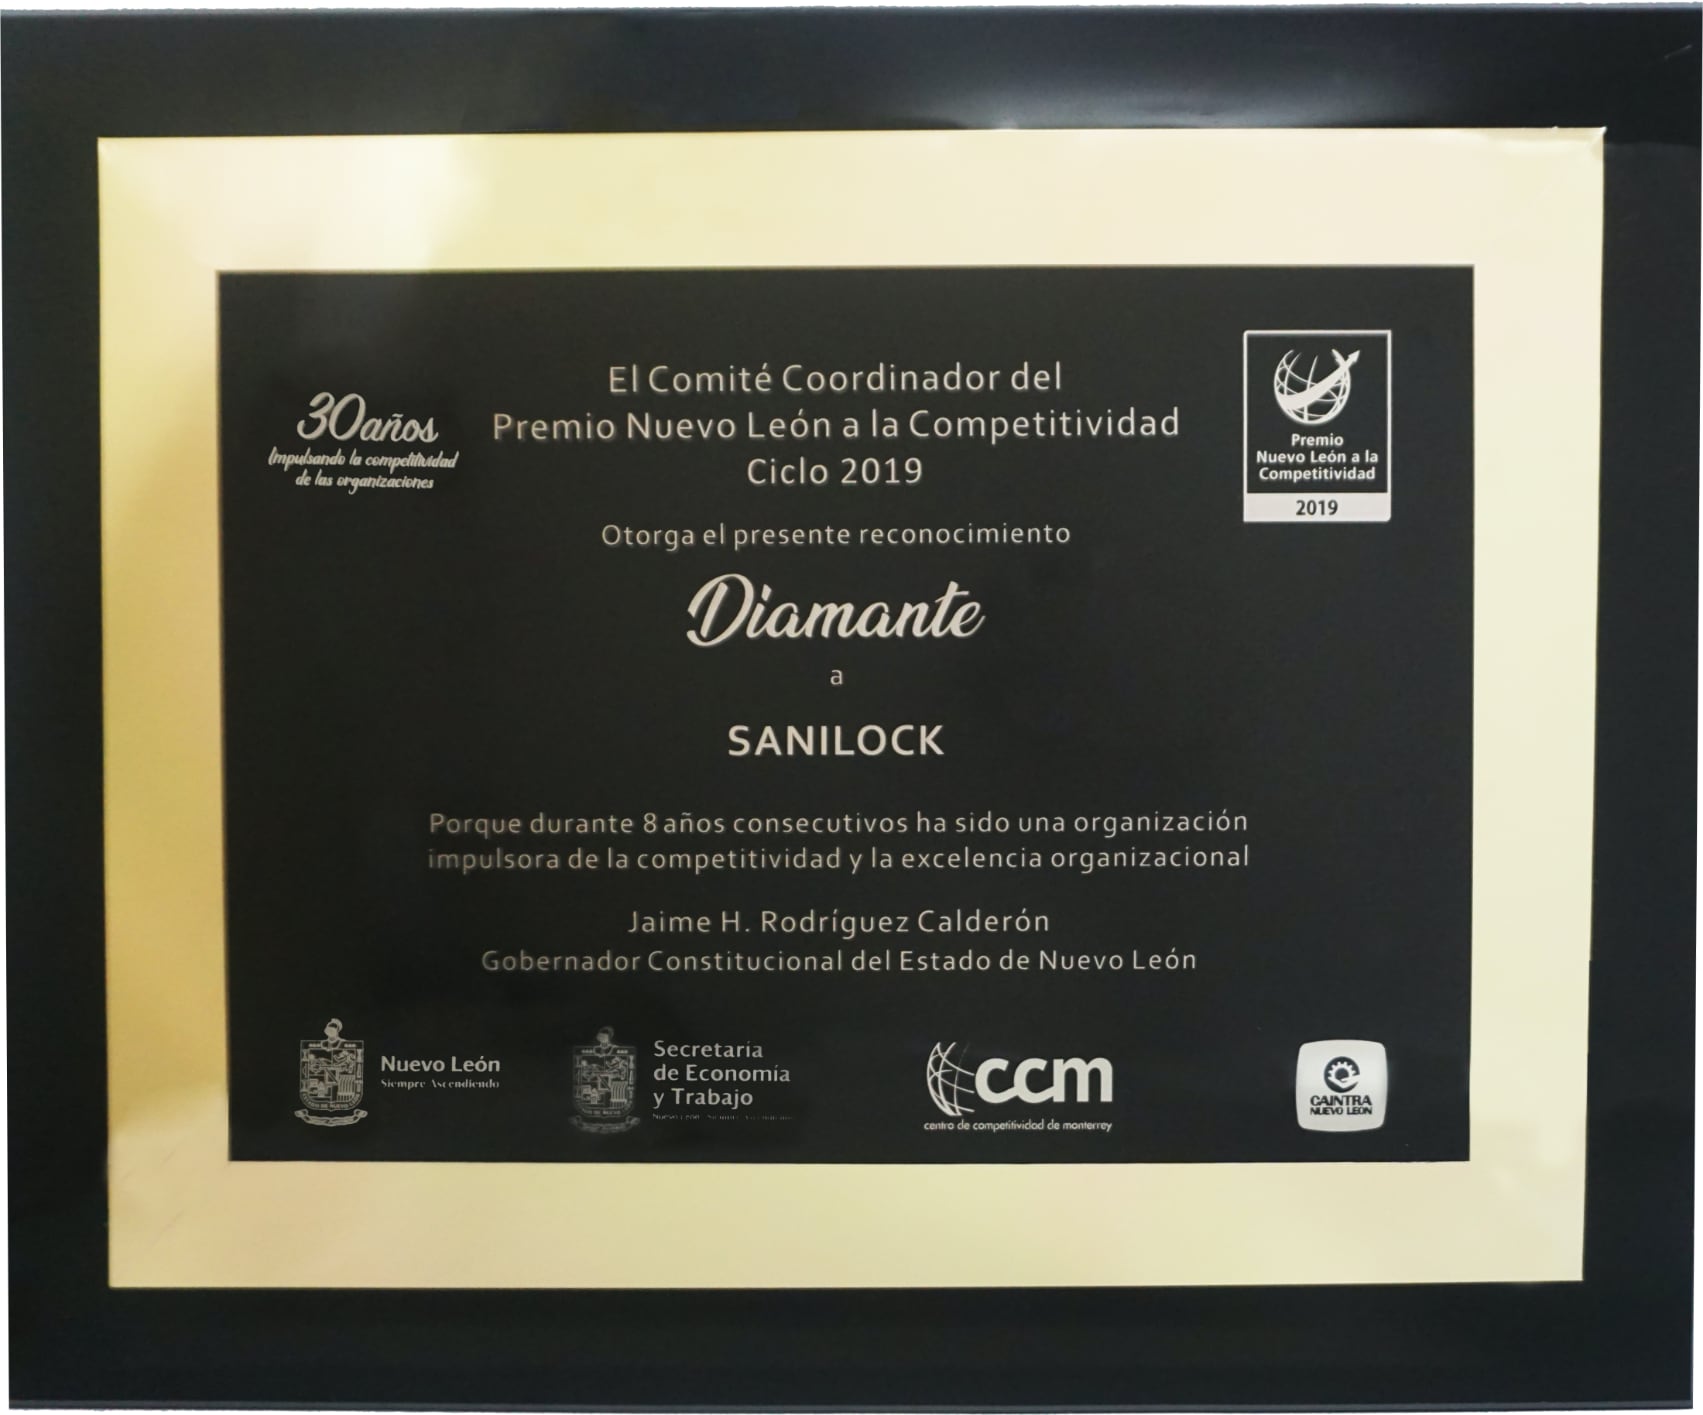 30 años
Impulsando la competitividad
de las organizaciones
El Comité Coordinador del
Premio Nuevo León a la Competitividad
Ciclo 2019
Premio
Nuevo León a la
Competitividad
2019
Otorga el presente reconocimiento
Diamante
a
SANILOCK
Porque durante 8 años consecutivos ha sido una organización
impulsora de la competitividad y la excelencia organizacional
Jaime H. Rodríguez Calderón
Gobernador Constitucional del Estado de Nuevo León
Nuevo León
Siempre Ascendiendo
Secretaría
de Economía
y Trabajo
ccm
centro de competitividad de monterrey
CAINTRA
NUEVO LEON